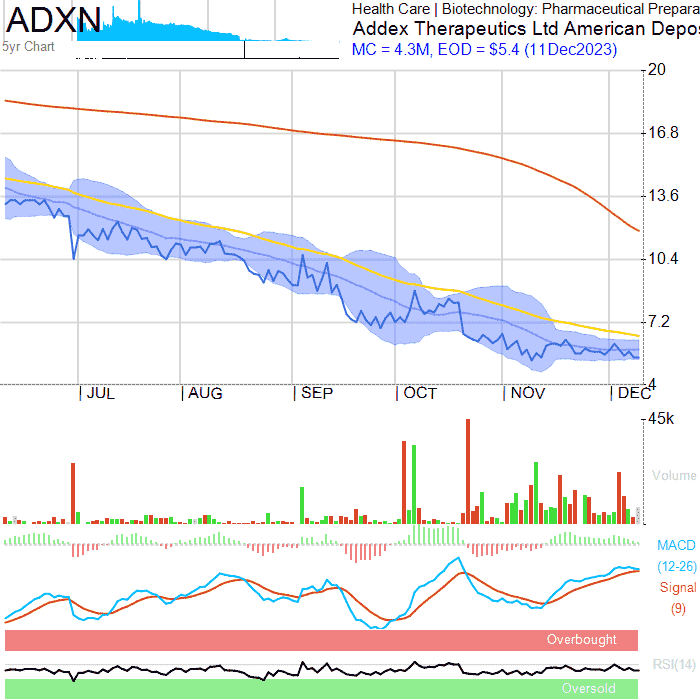 ADXN
5yr Chart
Health Care | Biotechnology: Pharmaceutical Prepara
Addex Therapeutics Ltd American Depos
MC = 4.3M, EOD = $5.4 (11Dec2023)
20
16.8
13.6
10.4
7.2
4
JUL
AUG
SEP
OCT
NOV
DEC
45k
Volume
MACD
(12-26)
Signal
(9)
Overbought
RSI(14)
Oversold